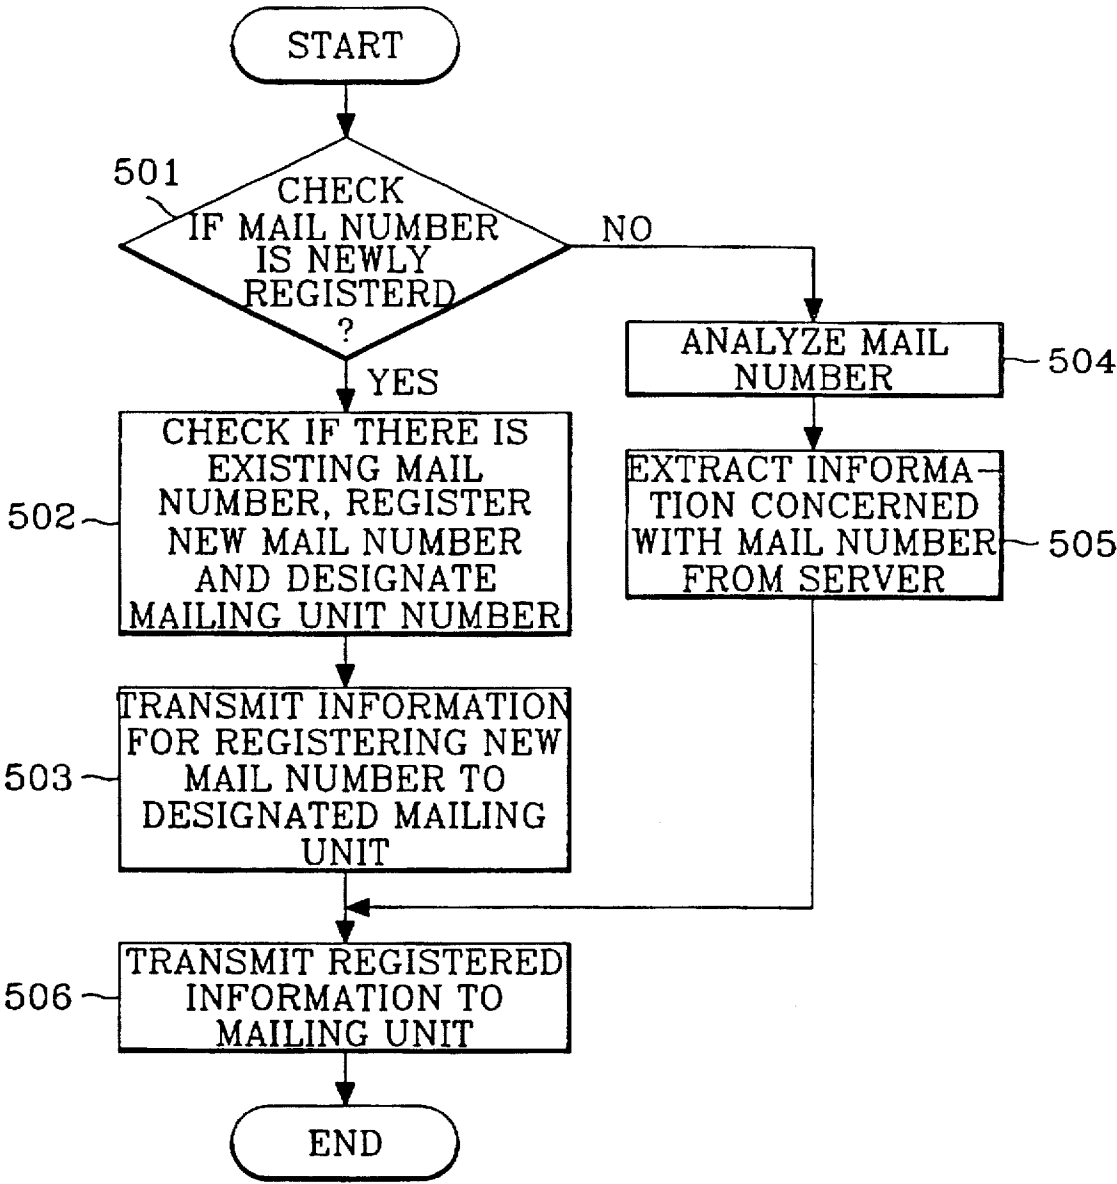 START
501
CHECK
IF MAIL NUMBER
IS NEWLY
REGISTERD
?
NO
YES
ANALYZE MAIL
NUMBER
504
502
CHECK IF THERE IS
EXISTING MAIL
NUMBER, REGISTER
NEW MAIL NUMBER
AND DESIGNATE
MAILING UNIT NUMBER
EXTRACT INFORMA-
TION CONCERNED
WITH MAIL NUMBER
FROM SERVER
505
503
TRANSMIT INFORMATION
FOR REGISTERING NEW
MAIL NUMBER TO
DESIGNATED MAILING
UNIT
506
TRANSMIT REGISTERED
INFORMATION TO
MAILING UNIT
END